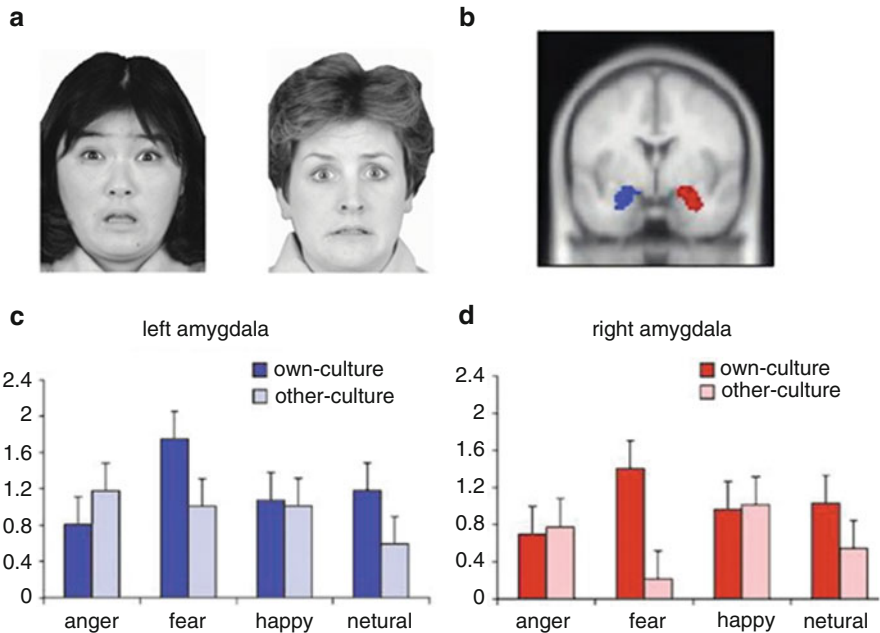 a
b
c
left amygdala
own-culture
other-culture
2.4
2
1.6
1.2
0.8
0.4
0
anger fear happy netural
d
right amygdala
own-culture
other-culture
2.4
2
1.6
1.2
0.8
0.4
0
anger fear happy netural